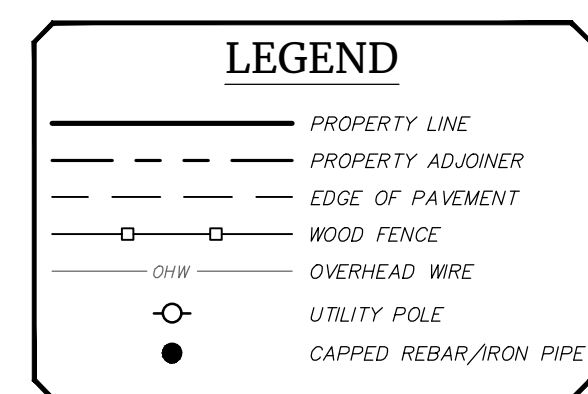 LEGEND
PROPERTY LINE
PROPERTY ADJOINER
EDGE OF PAVEMENT
WOOD FENCE
OHW OVERHEAD WIRE
UTILITY POLE
CAPPED REBAR/IRON PIPE